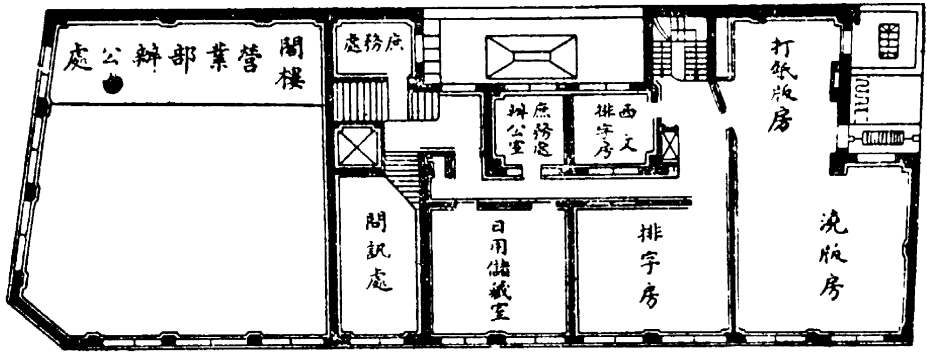 閣樓
營業部辦公處
庶務處
庶務處
辦公室
西文
排字房
打紙版房
問訊處
日用儲藏室
排字房
澆版房